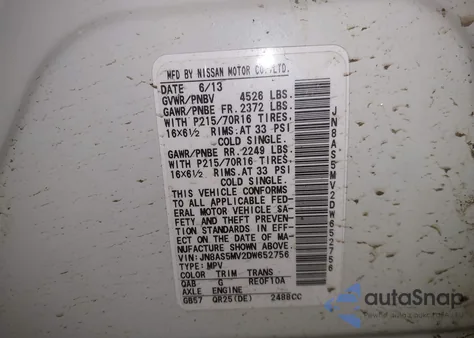 MFD BY NISSAN MOTOR CO.,LTD.
DATE 6/13
GVWR/PNBV 4526 LBS.
GAWR/PNBE FR. 2372 LBS.
WITH P215/70R16 TIRES,
16X6½ RIMS.AT 33 PSI
COLD SINGLE.
GAWR/PNBE RR. 2249 LBS.
WITH P215/70R16 TIRES,
16X6½ RIMS.AT 33 PSI
COLD SINGLE.
THIS VEHICLE CONFORMS
TO ALL APPLICABLE FED-
ERAL MOTOR VEHICLE SA-
FETY AND THEFT PREVEN-
TION STANDARDS IN EFF-
ECT ON THE DATE OF MA-
NUFACTURE SHOWN ABOVE.
VIN: JN8AS5MV2DW652756
TYPE: MPV
COLOR TRIM TRANS
QAB G RE0F10A
AXLE ENGINE
GB57 QR25(DE) 2488CC
JN8AS5MV2DW652756
autoSnap